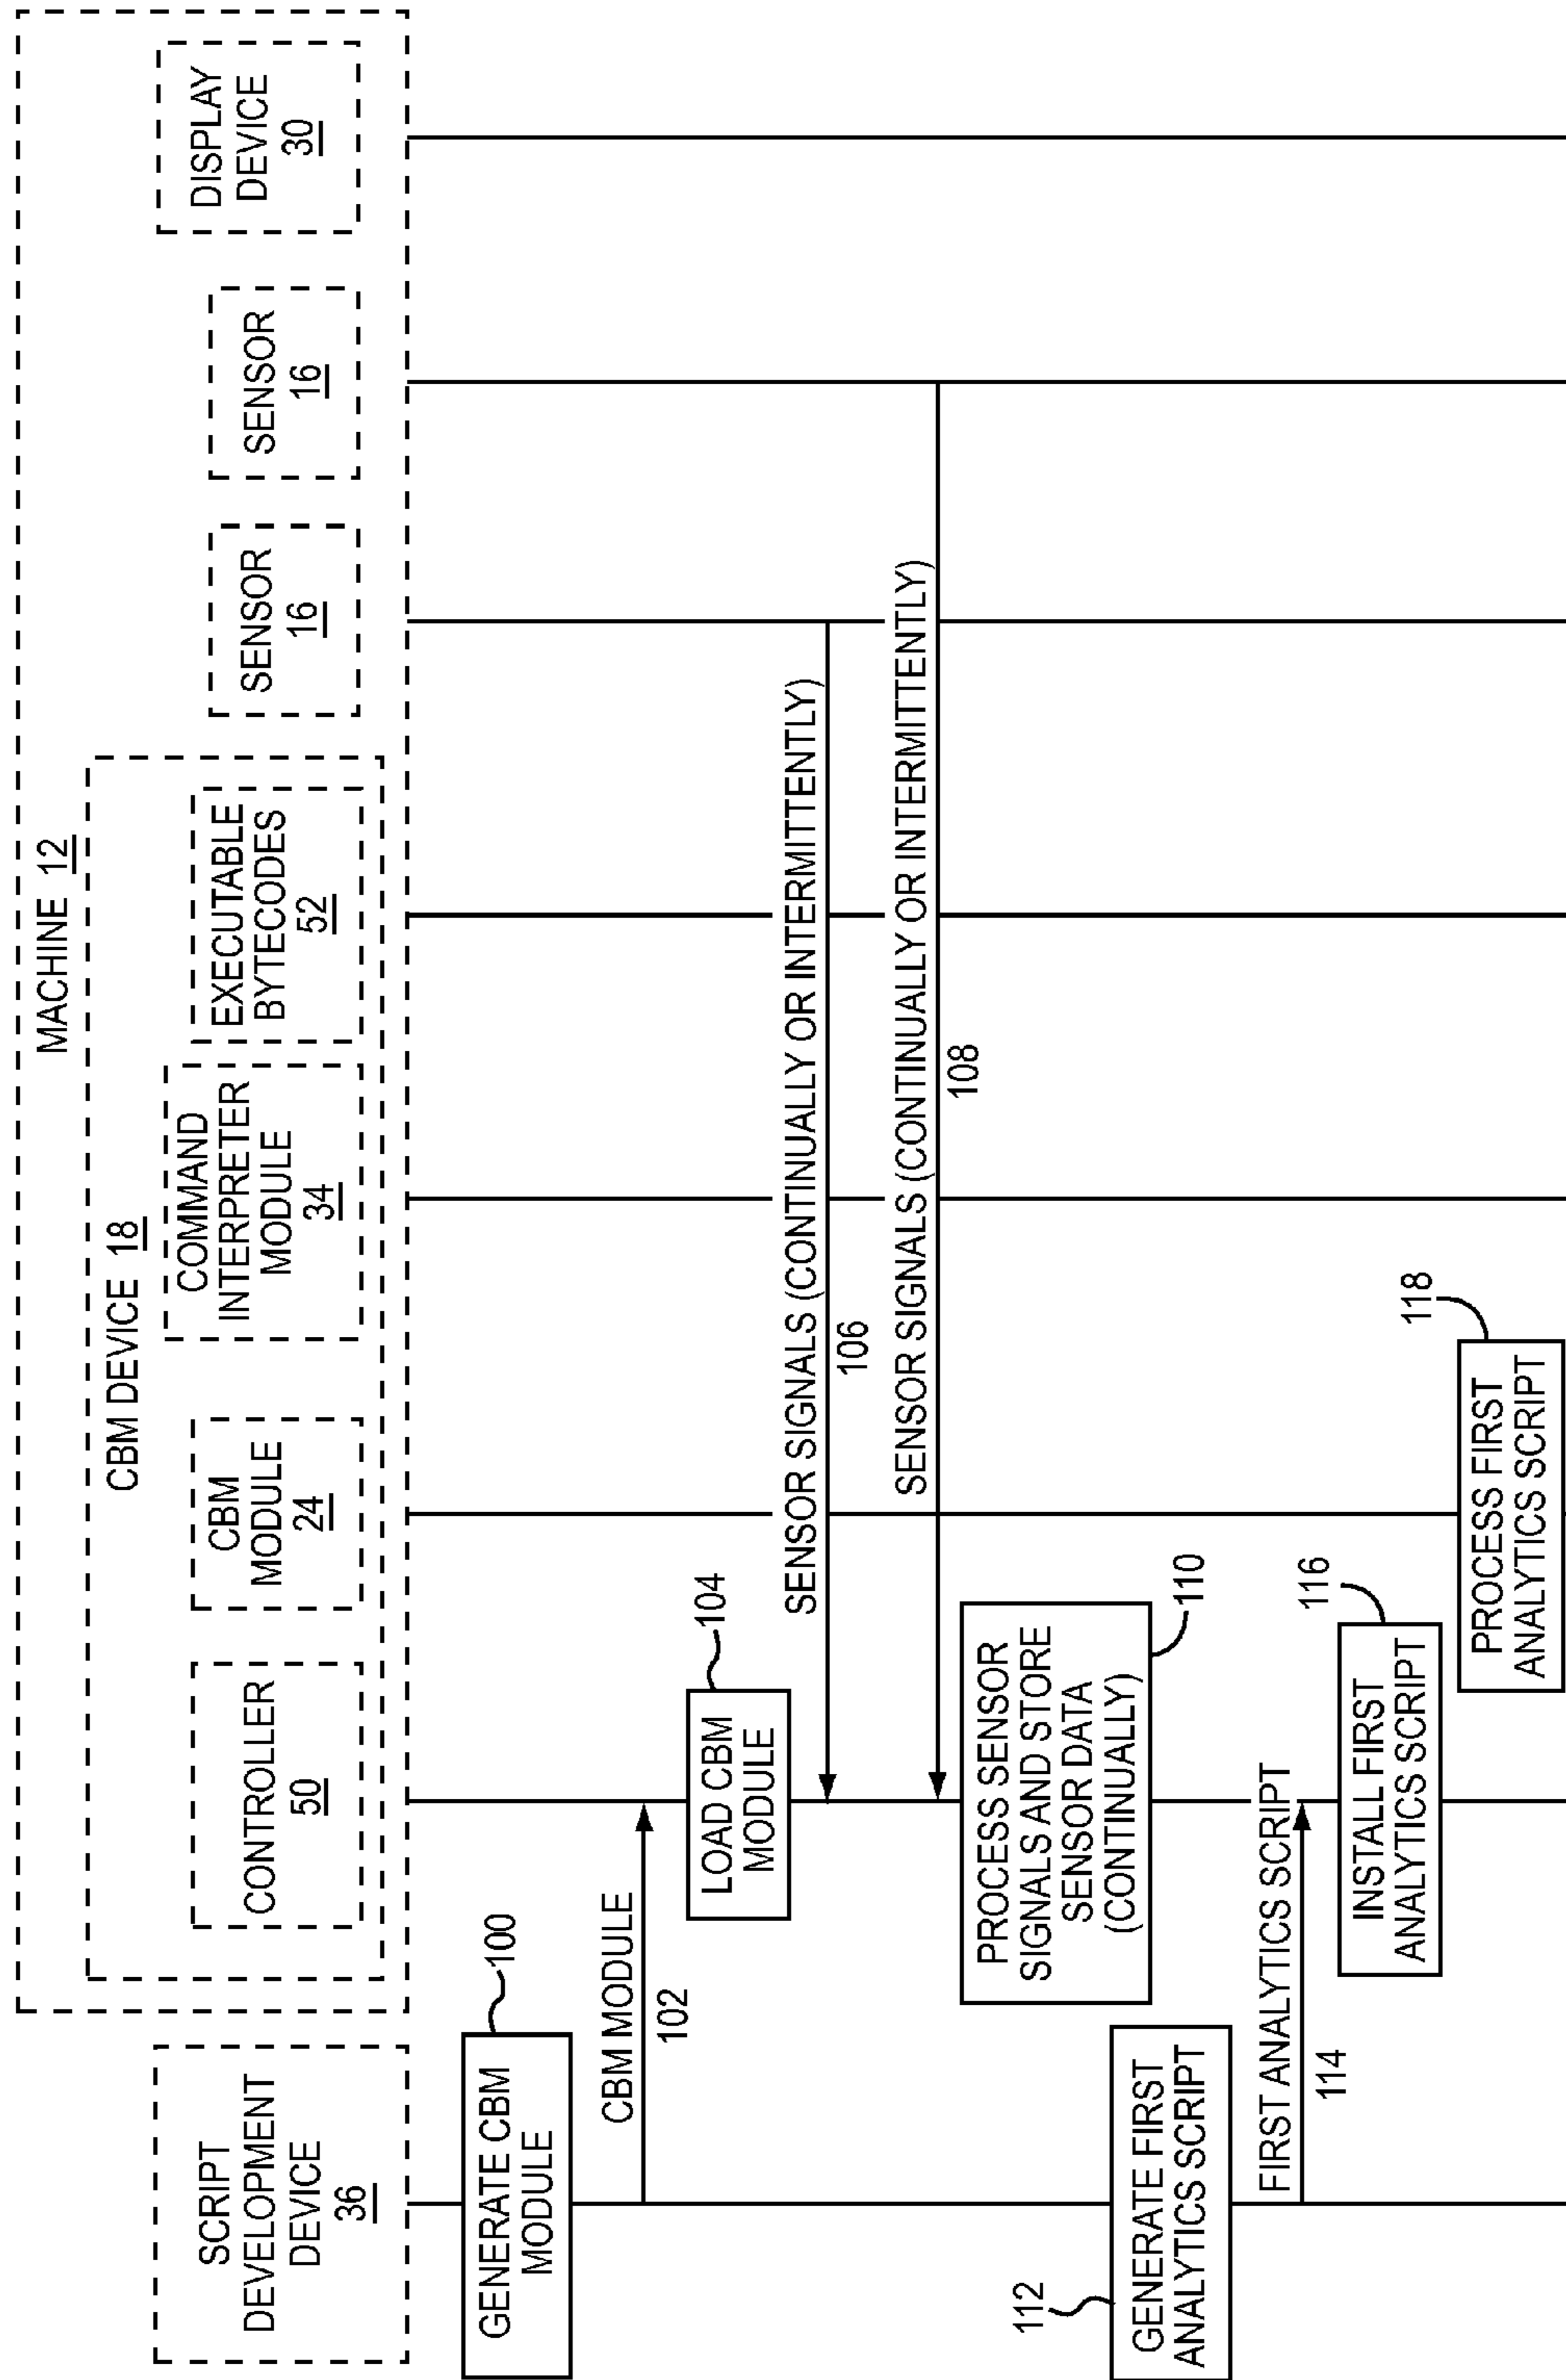 MACHINE 12
CBM DEVICE 18
SCRIPT
DEVELOPMENT
DEVICE
36
CONTROLLER
50
CBM
MODULE
24
COMMAND
INTERPRETER
MODULE
34
EXECUTABLE
BYTECODES
52
SENSOR
16
SENSOR
16
DISPLAY
DEVICE
30
GENERATE CBM
MODULE
100
CBM MODULE
102
LOAD CBM
MODULE
104
SENSOR SIGNALS (CONTINUALLY OR INTERMITTENTLY)
106
SENSOR SIGNALS (CONTINUALLY OR INTERMITTENTLY)
108
PROCESS SENSOR
SIGNALS AND STORE
SENSOR DATA
(CONTINUALLY)
110
112
GENERATE FIRST
ANALYTICS SCRIPT
FIRST ANALYTICS SCRIPT
114
INSTALL FIRST
ANALYTICS SCRIPT
116
PROCESS FIRST
ANALYTICS SCRIPT
118